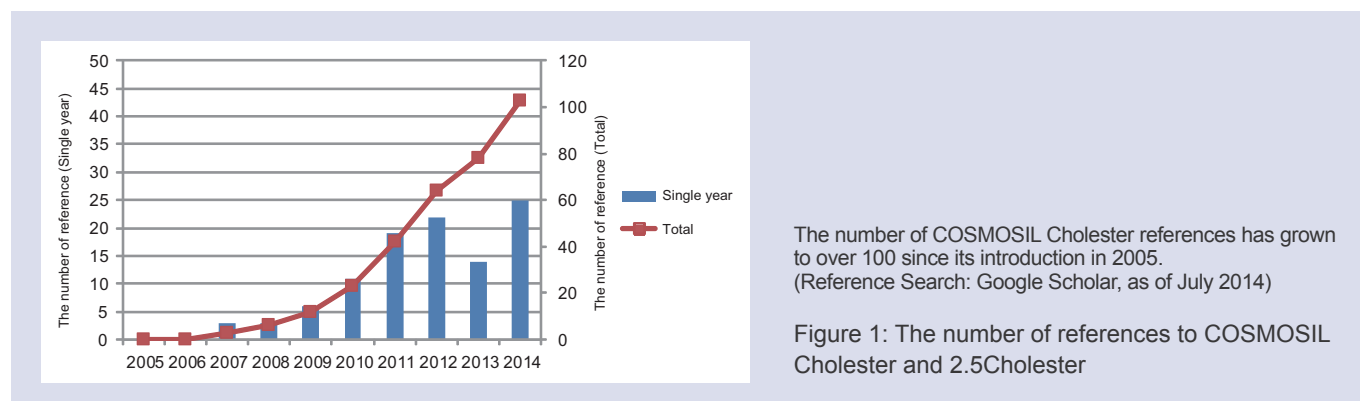 50
45
40
35
30
25
20
15
10
5
0
The number of reference (Single year)
120
100
80
60
40
20
0
The number of reference (Total)
2005 2006 2007 2008 2009 2010 2011 2012 2013 2014
Single year
Total
The number of COSMOSIL Cholester references has grown
to over 100 since its introduction in 2005.
(Reference Search: Google Scholar, as of July 2014)
Figure 1: The number of references to COSMOSIL
Cholester and 2.5Cholester